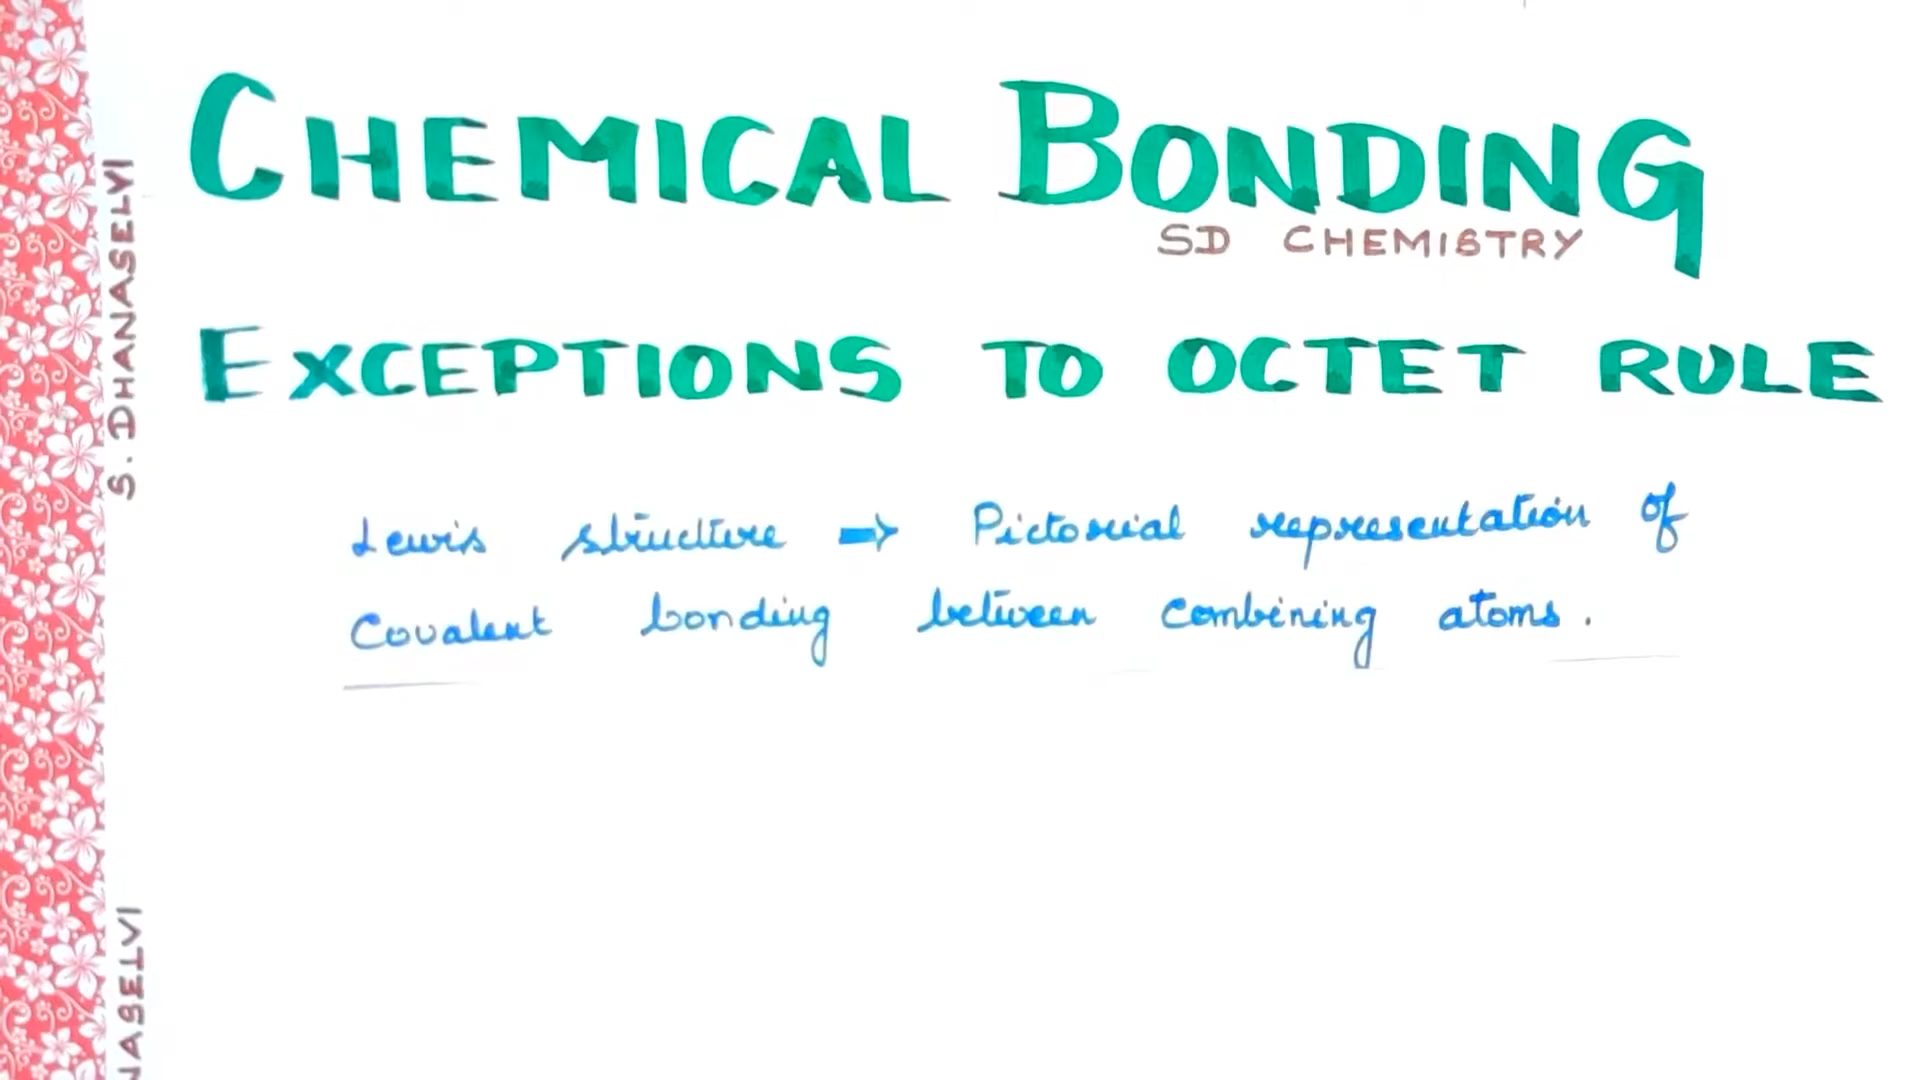 CHEMICAL BONDING
SD CHEMISTRY
EXCEPTIONS TO OCTET RULE
Lewis structure ⇒ Pictorial representation of
Covalent bonding between combining atoms.
S. DHANASELVI
NASELVI